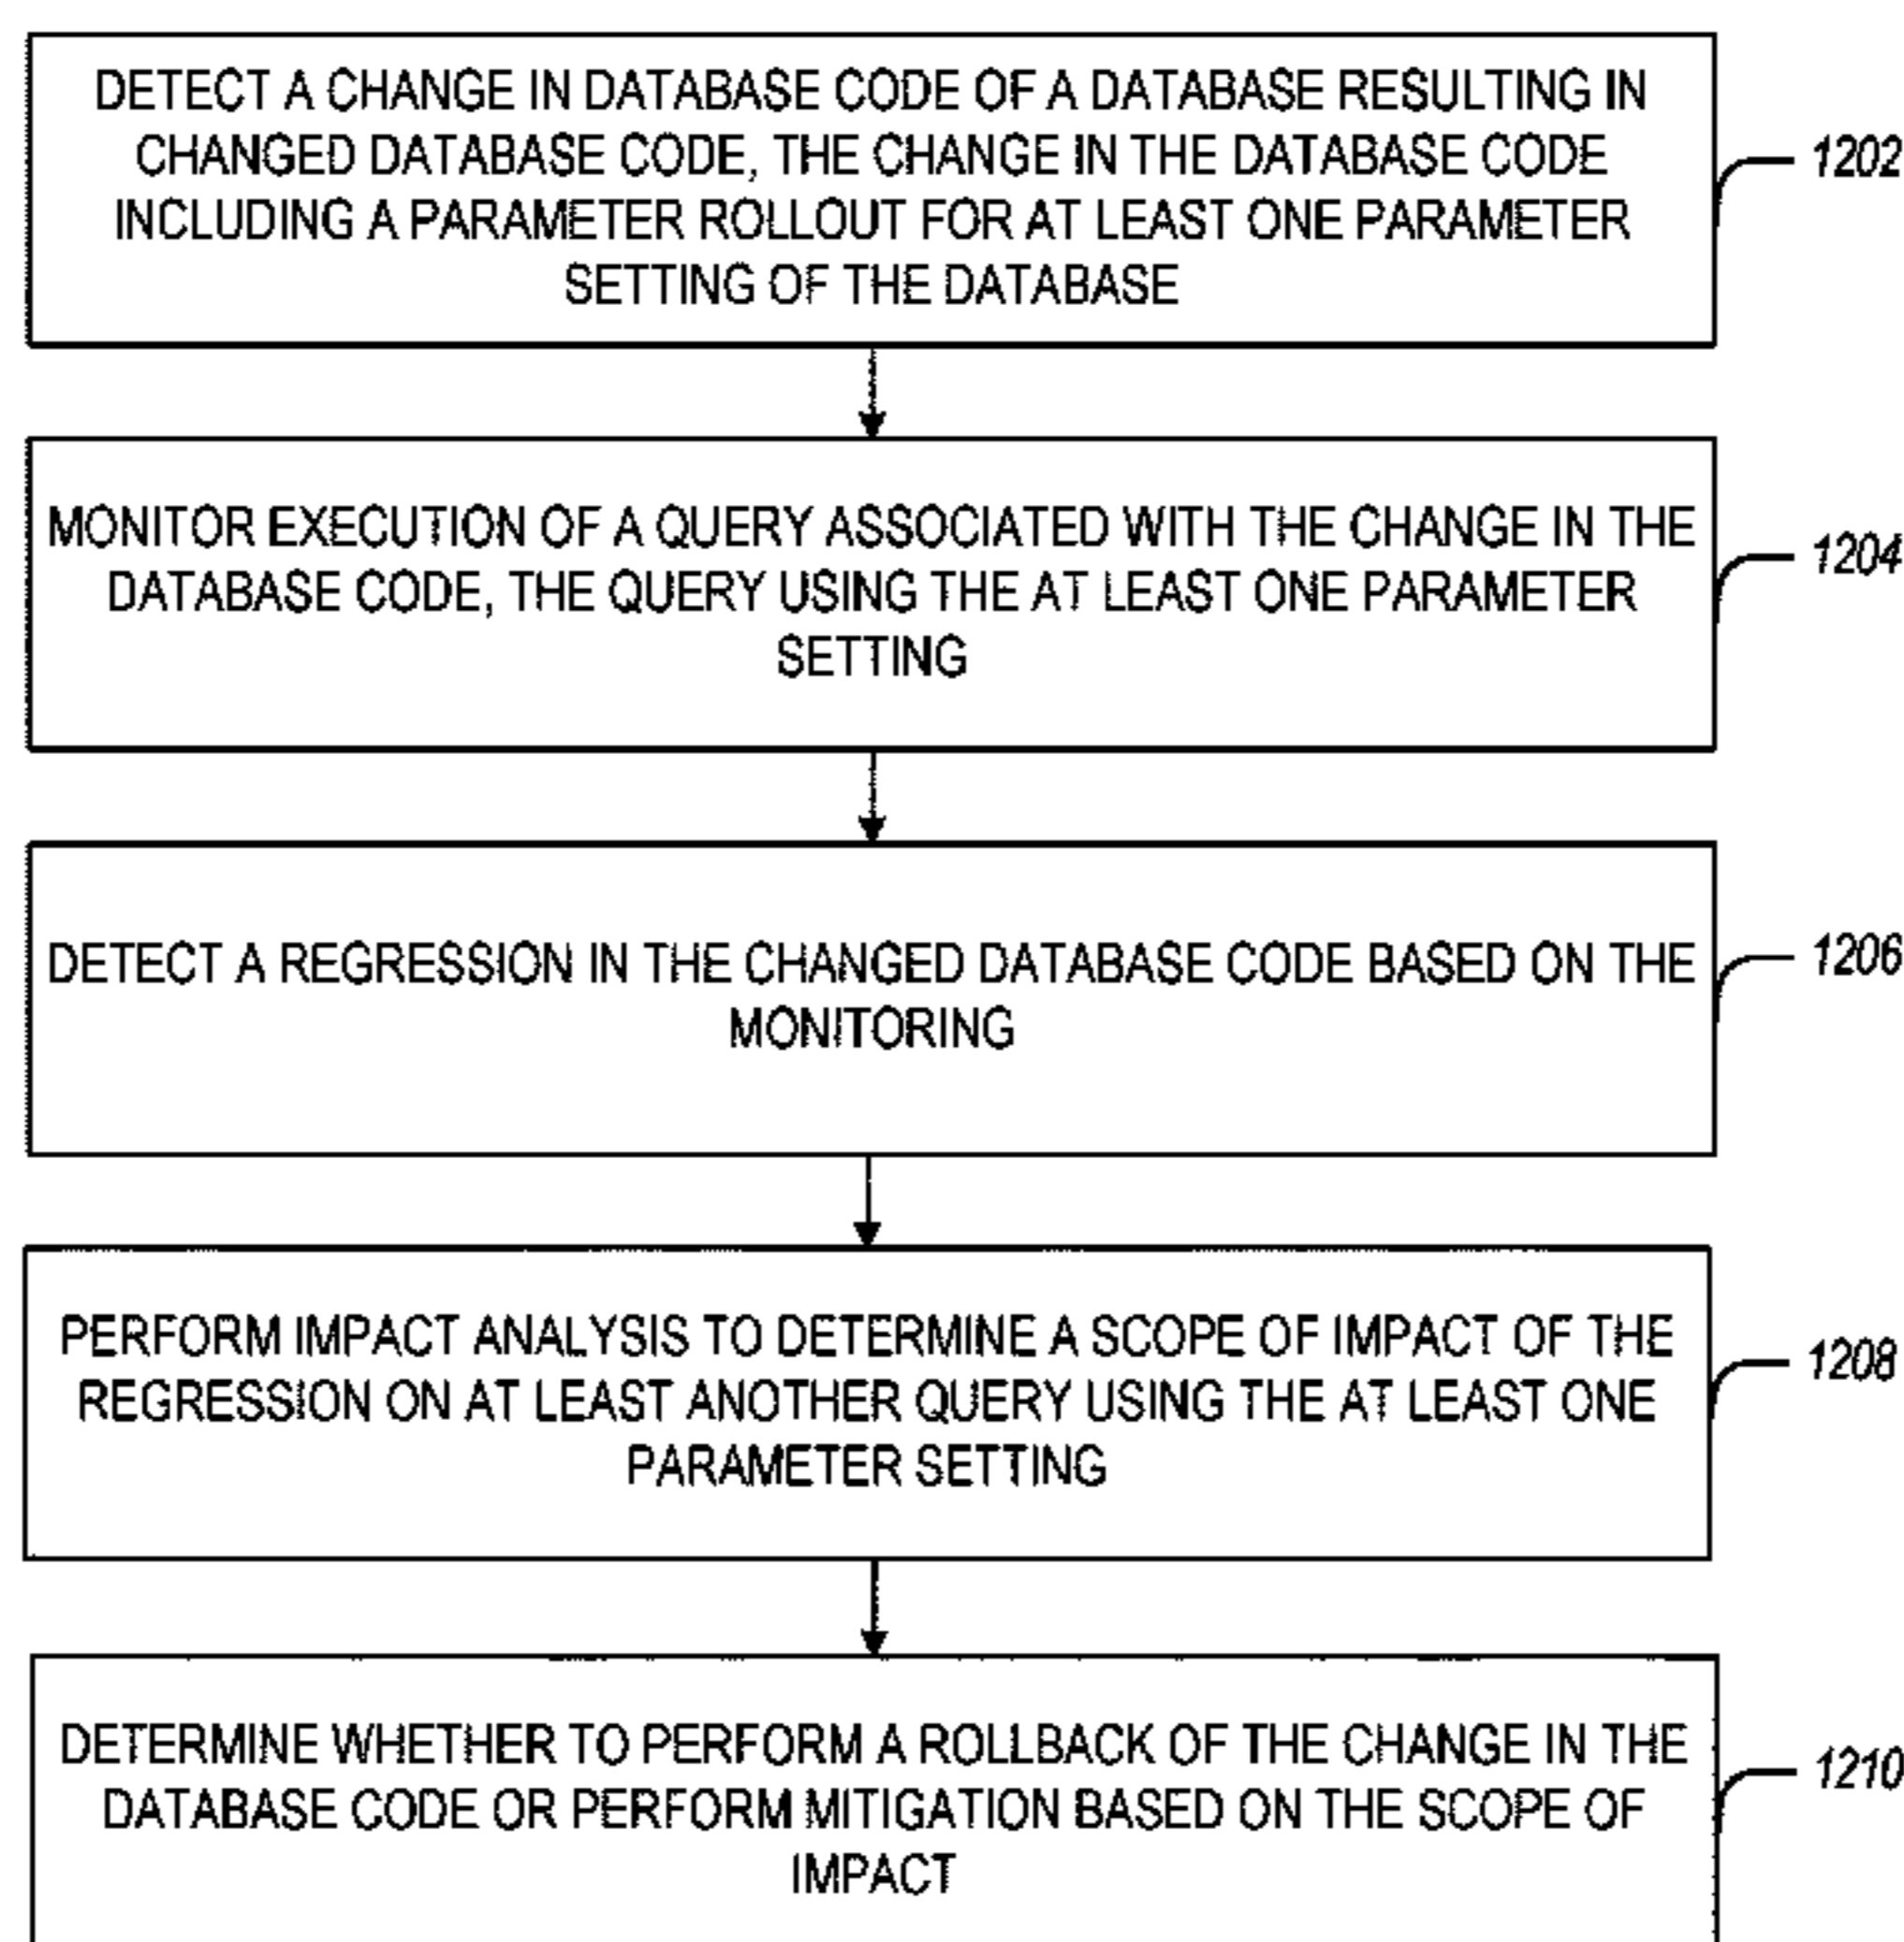 DETECT A CHANGE IN DATABASE CODE OF A DATABASE RESULTING IN
CHANGED DATABASE CODE, THE CHANGE IN THE DATABASE CODE
INCLUDING A PARAMETER ROLLOUT FOR AT LEAST ONE PARAMETER
SETTING OF THE DATABASE
1202
MONITOR EXECUTION OF A QUERY ASSOCIATED WITH THE CHANGE IN THE
DATABASE CODE, THE QUERY USING THE AT LEAST ONE PARAMETER
SETTING
1204
DETECT A REGRESSION IN THE CHANGED DATABASE CODE BASED ON THE
MONITORING
1206
PERFORM IMPACT ANALYSIS TO DETERMINE A SCOPE OF IMPACT OF THE
REGRESSION ON AT LEAST ANOTHER QUERY USING THE AT LEAST ONE
PARAMETER SETTING
1208
DETERMINE WHETHER TO PERFORM A ROLLBACK OF THE CHANGE IN THE
DATABASE CODE OR PERFORM MITIGATION BASED ON THE SCOPE OF
IMPACT
1210